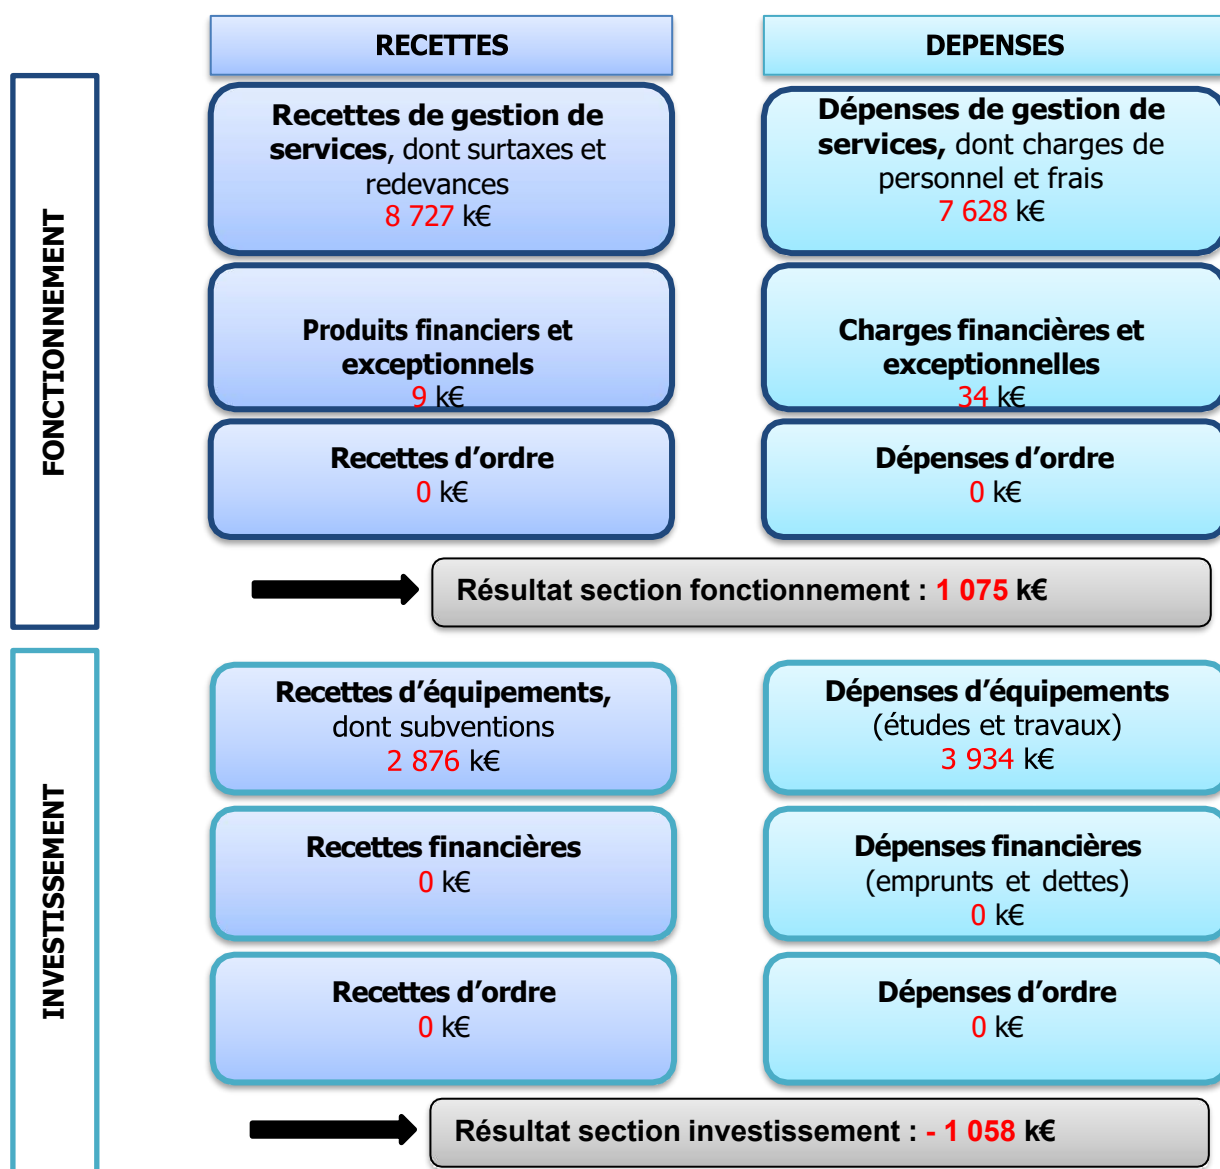 RECETTES
DEPENSES
FONCTIONNEMENT
Recettes de gestion de
services, dont surtaxes et
redevances
8 727 k€
Dépenses de gestion de
services, dont charges de
personnel et frais
7 628 k€
Produits financiers et
exceptionnels
9 k€
Charges financières et
exceptionnelles
34 k€
Recettes d’ordre
0 k€
Dépenses d’ordre
0 k€
Résultat section fonctionnement : 1 075 k€
INVESTISSEMENT
Recettes d’équipements,
dont subventions
2 876 k€
Dépenses d’équipements
(études et travaux)
3 934 k€
Recettes financières
0 k€
Dépenses financières
(emprunts et dettes)
0 k€
Recettes d’ordre
0 k€
Dépenses d’ordre
0 k€
Résultat section investissement : - 1 058 k€